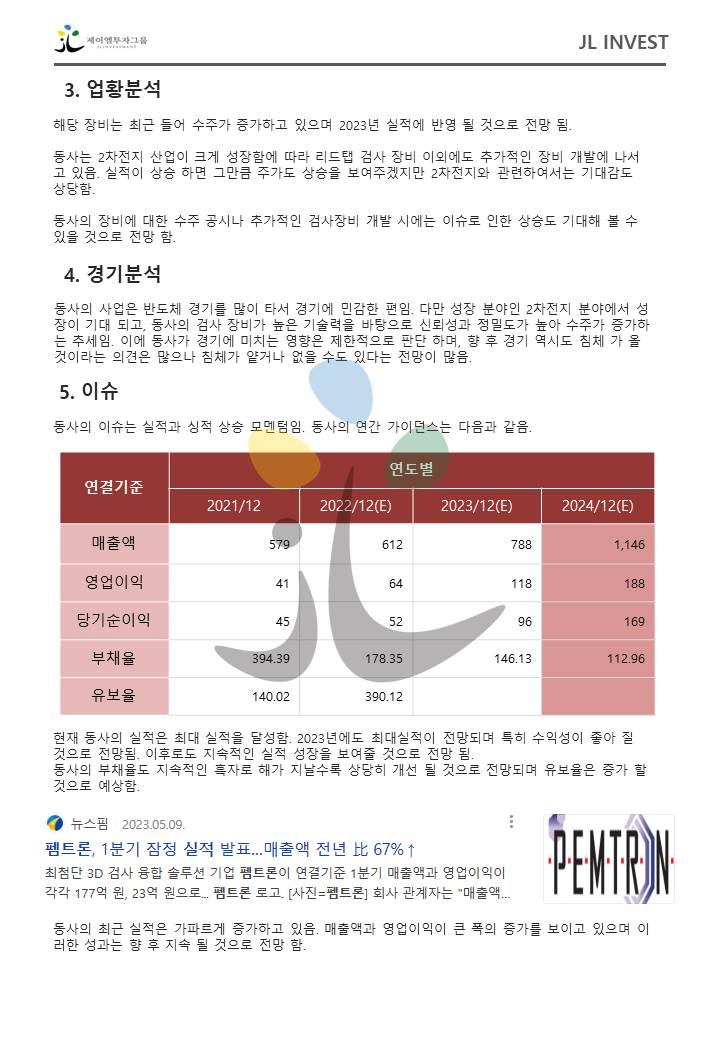 제이엘투자그룹
JLINVESTMENT
JL INVEST
3. 업황분석
해당 장비는 최근 들어 수주가 증가하고 있으며 2023년 실적에 반영 될 것으로 전망 됨.
동사는 2차전지 산업이 크게 성장함에 따라 리드탭 검사 장비 이외에도 추가적인 장비 개발에 나서
고 있음. 실적이 상승 하면 그만큼 주가도 상승을 보여주겠지만 2차전지와 관련하여서는 기대감도
상당함.
동사의 장비에 대한 수주 공시나 추가적인 검사장비 개발 시에는 이슈로 인한 상승도 기대해 볼 수
있을 것으로 전망 함.
4. 경기분석
동사의 사업은 반도체 경기를 많이 타서 경기에 민감한 편임. 다만 성장 분야인 2차전지 분야에서 성
장이 기대 되고, 동사의 검사 장비가 높은 기술력을 바탕으로 신뢰성과 정밀도가 높아 수주가 증가하
는 추세임. 이에 동사가 경기에 미치는 영향은 제한적으로 판단 하며, 향 후 경기 역시도 침체 가 올
것이라는 의견은 많으나 침체가 얕거나 없을 수도 있다는 전망이 많음.
5. 이슈
동사의 이슈는 실적과 싱적 상승 모멘텀임. 동사의 연간 가이던스는 다음과 같음.
연결기준 연도별
2021/12 2022/12(E) 2023/12(E) 2024/12(E)
매출액 579 612 788 1,146
영업이익 41 64 118 188
당기순이익 45 52 96 169
부채율 394.39 178.35 146.13 112.96
유보율 140.02 390.12
현재 동사의 실적은 최대 실적을 달성함. 2023년에도 최대실적이 전망되며 특히 수익성이 좋아 질
것으로 전망됨. 이후로도 지속적인 실적 성장을 보여줄 것으로 전망 됨.
동사의 부채율도 지속적인 흑자로 해가 지날수록 상당히 개선 될 것으로 전망되며 유보율은 증가 할
것으로 예상함.
뉴스핌 2023.05.09.
펨트론, 1분기 잠정 실적 발표...매출액 전년 比 67%↑
최첨단 3D 검사 융합 솔루션 기업 펨트론이 연결기준 1분기 매출액과 영업이익이
각각 177억 원, 23억 원으로... 펨트론 로고. [사진=펨트론] 회사 관계자는 "매출액...
PEMTRON
동사의 최근 실적은 가파르게 증가하고 있음. 매출액과 영업이익이 큰 폭의 증가를 보이고 있으며 이
러한 성과는 향 후 지속 될 것으로 전망 함.